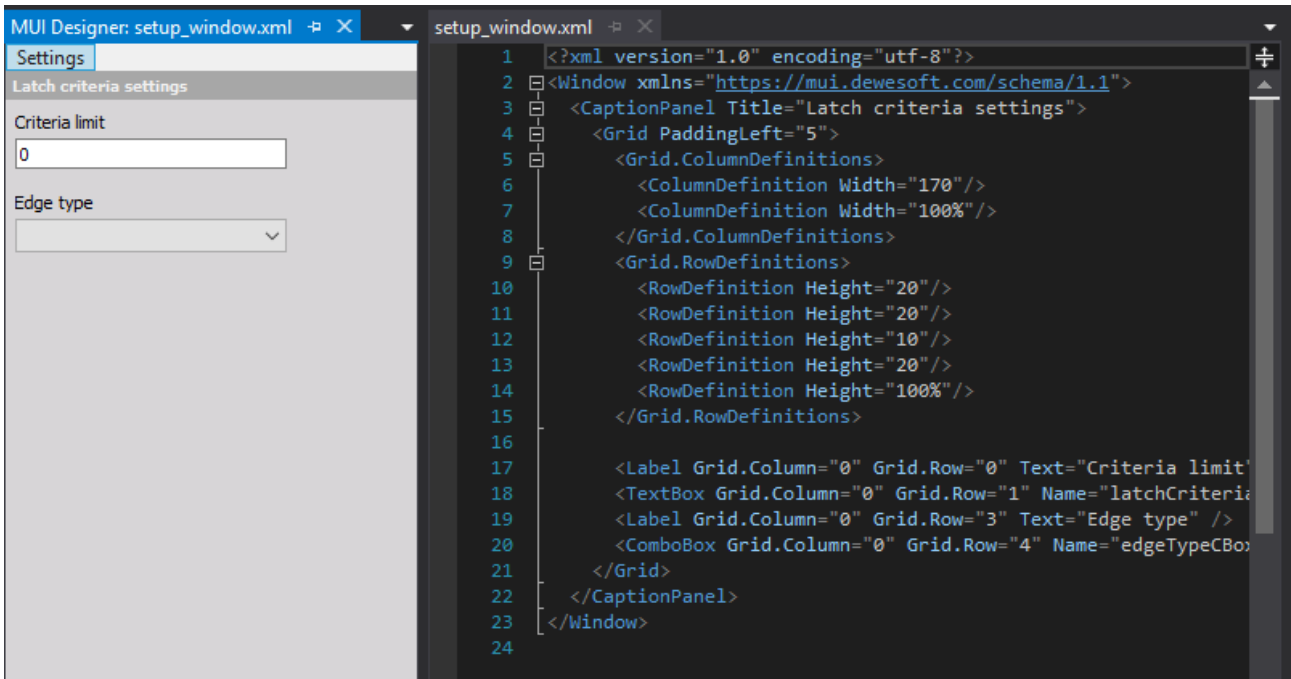 MUI Designer: setup_window.xml
Settings
Latch criteria settings
Criteria limit
0
Edge type
setup_window.xml
1 <?xml version="1.0" encoding="utf-8"?>
2 <Window xmlns="https://mui.dewesoft.com/schema/1.1">
3 <CaptionPanel Title="Latch criteria settings">
4 <Grid PaddingLeft="5">
5 <Grid.ColumnDefinitions>
6 <ColumnDefinition Width="170"/>
7 <ColumnDefinition Width="100%"/>
8 </Grid.ColumnDefinitions>
9 <Grid.RowDefinitions>
10 <RowDefinition Height="20"/>
11 <RowDefinition Height="20"/>
12 <RowDefinition Height="10"/>
13 <RowDefinition Height="20"/>
14 <RowDefinition Height="100%"/>
15 </Grid.RowDefinitions>
16
17 <Label Grid.Column="0" Grid.Row="0" Text="Criteria limit"
18 <TextBox Grid.Column="0" Grid.Row="1" Name="latchCriteria
19 <Label Grid.Column="0" Grid.Row="3" Text="Edge type" />
20 <ComboBox Grid.Column="0" Grid.Row="4" Name="edgeTypeCBox
21 </Grid>
22 </CaptionPanel>
23 </Window>
24